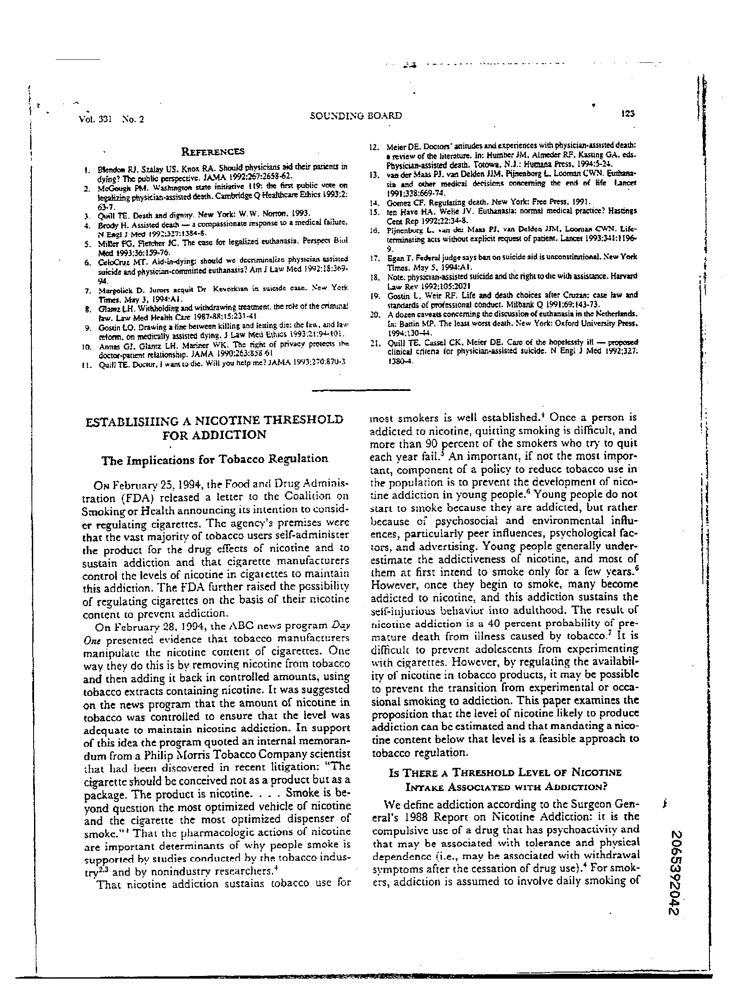 Vol. 331 No. 2
SOUNDING BOARD
123
REFERENCES
1. Blendon RJ, Szalay US, Knox RA. Should physicians aid their patients in
dying? The public perspective. JAMA 1992;267:2658-62.
2. McGough PM. Washington state initiative 119: the first public vote on
legalizing physician-assisted death. Cambridge Q Healthcare Ethics 1993;2:
63-7.
3. Quill TE. Death and dignity. New York: W.W. Norton, 1993.
4. Brody H. Assisted death — a compassionate response to a medical failure.
N Engl J Med 1992;327:1384-8.
5. Miller FG, Fletcher JC. The case for legalized euthanasia. Perspect Biol
Med 1993;36:159-76.
6. CeloCruz MT. Aid-in-dying: should we decriminalize physician assisted
suicide and physician-committed euthanasia? Am J Law Med 1992;18:369-
94.
7. Margolick D. Jurors acquit Dr Kevorkian in suicide case. New York
Times. May 3, 1994:A1.
8. Glantz LH. Withholding and withdrawing treatment. the role of the criminal
law. Law Med Health Care 1987-88;15:231-41
9. Gostin LO. Drawing a line between killing and letting die: the law, and law
reform, on medically assisted dying. J Law Med Ethics 1993;21:94-101.
10. Annas GJ, Glantz LH, Mariner WK. The right of privacy protects the
doctor-patient relationship. JAMA 1990;263:858-61
11. Quill TE. Doctor, I want to die. Will you help me? JAMA 1993;270:870-3
12. Meier DE. Doctors' attitudes and experiences with physician-assisted death:
a review of the literature. In: Humber JM, Almeder RF, Kasting GA, eds.
Physician-assisted death. Totowa, N.J.: Humana Press, 1994:5-24.
13. van der Maas PJ, van Delden JJM, Pijnenborg L, Looman CWN. Euthana-
sia and other medical decisions concerning the end of life Lancet
1991;338:669-74.
14. Gomez CF. Regulating death. New York: Free Press, 1991.
15. ten Have HA, Welie JV. Euthanasia: normal medical practice? Hastings
Cent Rep 1992;22:34-8.
16. Pijnenburg L, van der Maas PJ, van Delden JJM, Looman CWN. Life-
terminating acts without explicit request of patient. Lancet 1993;341:1196-
9.
17. Egan T. Federal judge says ban on suicide aid is unconstitutional. New York
Times. May 5, 1994:A1.
18. Note: physician-assisted suicide and the right to die with assistance. Harvard
Law Rev 1992;105:2021
19. Gostin L, Weir RF. Life and death choices after Cruzan: case law and
standards of professional conduct. Milbank Q 1991;69:143-73.
20. A dozen caveats concerning the discussion of euthanasia in the Netherlands.
In: Battin MP. The least worst death. New York: Oxford University Press,
1994:130-44.
21. Quill TE, Cassel CK, Meier DE. Care of the hopelessly ill — proposed
clinical criteria for physician-assisted suicide. N Engl J Med 1992;327:
1380-4.
ESTABLISHING A NICOTINE THRESHOLD
FOR ADDICTION
The Implications for Tobacco Regulation
ON February 25, 1994, the Food and Drug Adminis-
tration (FDA) released a letter to the Coalition on
Smoking or Health announcing its intention to consid-
er regulating cigarettes. The agency's premises were
that the vast majority of tobacco users self-administer
the product for the drug effects of nicotine and to
sustain addiction and that cigarette manufacturers
control the levels of nicotine in cigarettes to maintain
this addiction. The FDA further raised the possibility
of regulating cigarettes on the basis of their nicotine
content to prevent addiction.
On February 28, 1994, the ABC news program Day
One presented evidence that tobacco manufacturers
manipulate the nicotine content of cigarettes. One
way they do this is by removing nicotine from tobacco
and then adding it back in controlled amounts, using
tobacco extracts containing nicotine. It was suggested
on the news program that the amount of nicotine in
tobacco was controlled to ensure that the level was
adequate to maintain nicotine addiction. In support
of this idea the program quoted an internal memoran-
dum from a Philip Morris Tobacco Company scientist
that had been discovered in recent litigation: "The
cigarette should be conceived not as a product but as a
package. The product is nicotine. . . . Smoke is be-
yond question the most optimized vehicle of nicotine
and the cigarette the most optimized dispenser of
smoke."1 That the pharmacologic actions of nicotine
are important determinants of why people smoke is
supported by studies conducted by the tobacco indus-
try2,3 and by nonindustry researchers.4
That nicotine addiction sustains tobacco use for
most smokers is well established.4 Once a person is
addicted to nicotine, quitting smoking is difficult, and
more than 90 percent of the smokers who try to quit
each year fail.5 An important, if not the most impor-
tant, component of a policy to reduce tobacco use in
the population is to prevent the development of nico-
tine addiction in young people.6 Young people do not
start to smoke because they are addicted, but rather
because of psychosocial and environmental influ-
ences, particularly peer influences, psychological fac-
tors, and advertising. Young people generally under-
estimate the addictiveness of nicotine, and most of
them at first intend to smoke only for a few years.6
However, once they begin to smoke, many become
addicted to nicotine, and this addiction sustains the
self-injurious behavior into adulthood. The result of
nicotine addiction is a 40 percent probability of pre-
mature death from illness caused by tobacco.7 It is
difficult to prevent adolescents from experimenting
with cigarettes. However, by regulating the availabil-
ity of nicotine in tobacco products, it may be possible
to prevent the transition from experimental or occa-
sional smoking to addiction. This paper examines the
proposition that the level of nicotine likely to produce
addiction can be estimated and that mandating a nico-
tine content below that level is a feasible approach to
tobacco regulation.
IS THERE A THRESHOLD LEVEL OF NICOTINE
INTAKE ASSOCIATED WITH ADDICTION?
We define addiction according to the Surgeon Gen-
eral's 1988 Report on Nicotine Addiction: it is the
compulsive use of a drug that has psychoactivity and
that may be associated with tolerance and physical
dependence (i.e., may be associated with withdrawal
symptoms after the cessation of drug use).4 For smok-
ers, addiction is assumed to involve daily smoking of
2065392042